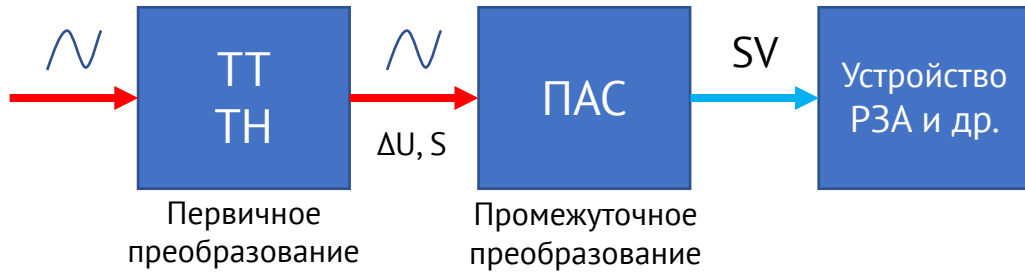 ТТ
ТН
ΔU, S
ПАС
SV
Устройство
РЗА и др.
Первичное
преобразование
Промежуточное
преобразование